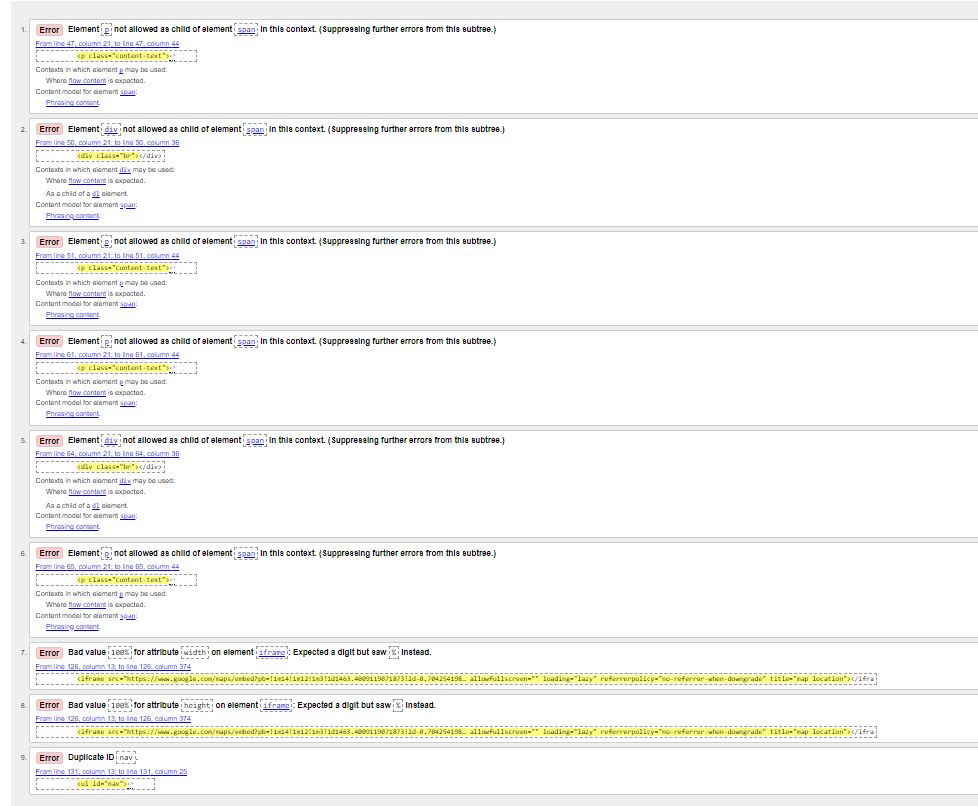 1. Error Element p not allowed as child of element span in this context. (Suppressing further errors from this subtree.)
From line 47, column 21; to line 47, column 44
<p class="content-text">↩
Contexts in which element p may be used:
Where flow content is expected.
Content model for element span:
Phrasing content.
2. Error Element div not allowed as child of element span in this context. (Suppressing further errors from this subtree.)
From line 50, column 21; to line 50, column 36
<div class="br"></div>
Contexts in which element div may be used:
Where flow content is expected.
As a child of a dl element.
Content model for element span:
Phrasing content.
3. Error Element p not allowed as child of element span in this context. (Suppressing further errors from this subtree.)
From line 51, column 21; to line 51, column 44
<p class="content-text">↩
Contexts in which element p may be used:
Where flow content is expected.
Content model for element span:
Phrasing content.
4. Error Element p not allowed as child of element span in this context. (Suppressing further errors from this subtree.)
From line 61, column 21; to line 61, column 44
<p class="content-text">↩
Contexts in which element p may be used:
Where flow content is expected.
Content model for element span:
Phrasing content.
5. Error Element div not allowed as child of element span in this context. (Suppressing further errors from this subtree.)
From line 64, column 21; to line 64, column 36
<div class="br"></div>
Contexts in which element div may be used:
Where flow content is expected.
As a child of a dl element.
Content model for element span:
Phrasing content.
6. Error Element p not allowed as child of element span in this context. (Suppressing further errors from this subtree.)
From line 65, column 21; to line 65, column 44
<p class="content-text">↩
Contexts in which element p may be used:
Where flow content is expected.
Content model for element span:
Phrasing content.
7. Error Bad value 100% for attribute width on element iframe: Expected a digit but saw % instead.
From line 126, column 13; to line 126, column 374
<iframe src="https://www.google.com/maps/embed?pb=!1m14!1m12!1m3!1d1463.4009119071873!2d-0.704254198… allowfullscreen="" loading="lazy" referrerpolicy="no-referrer-when-downgrade" title="map location"></ifra
8. Error Bad value 100% for attribute height on element iframe: Expected a digit but saw % instead.
From line 126, column 13; to line 126, column 374
<iframe src="https://www.google.com/maps/embed?pb=!1m14!1m12!1m3!1d1463.4009119071873!2d-0.704254198… allowfullscreen="" loading="lazy" referrerpolicy="no-referrer-when-downgrade" title="map location"></ifra
9. Error Duplicate ID nav.
From line 131, column 13; to line 131, column 25
<ul id="nav">↩